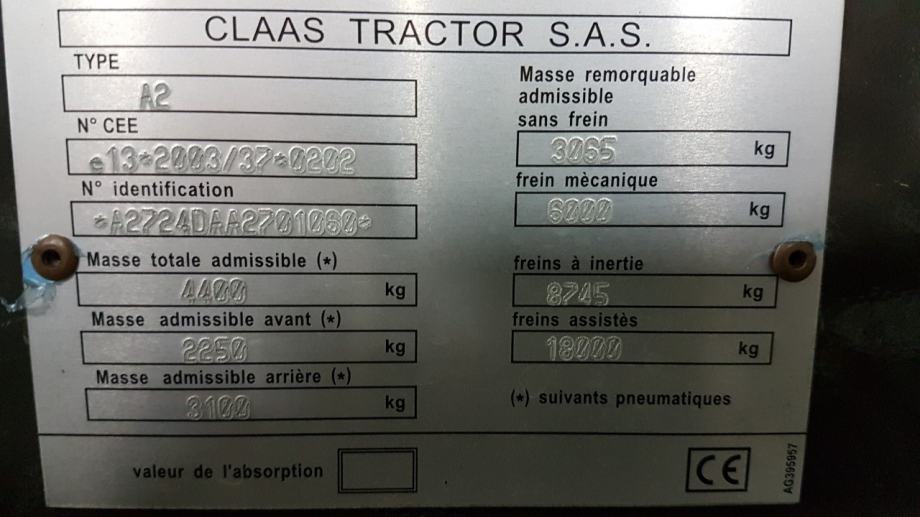 CLAAS TRACTOR S.A.S.
TYPE
A2
N° CEE
e13*2003/37*0202
N° identification
*A2724DAA2701060*
Masse totale admissible (*)
4400 kg
Masse admissible avant (*)
2250 kg
Masse admissible arrière (*)
3100 kg
Masse remorquable
admissible
sans frein
3065 kg
frein mècanique
6000 kg
freins à inertie
8745 kg
freins assistès
18000 kg
(*) suivants pneumatiques
valeur de l'absorption
CE
AG395957